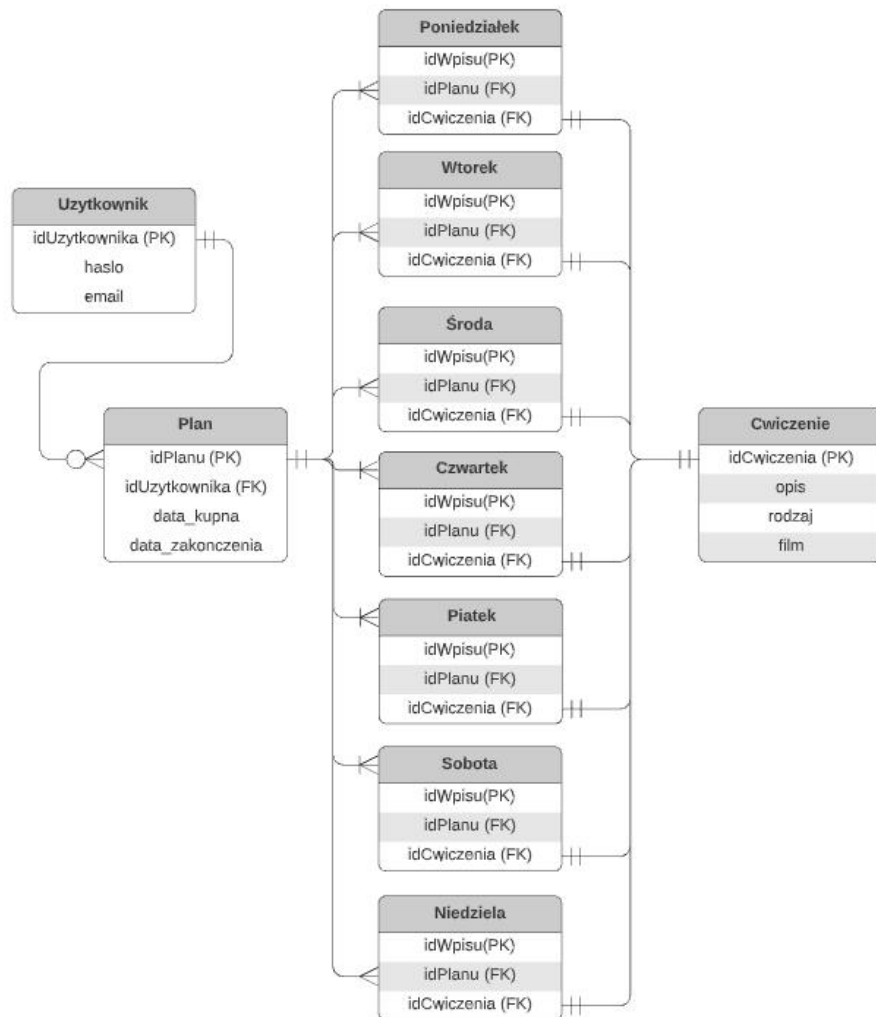 Uzytkownik
idUzytkownika (PK)
haslo
email
Plan
idPlanu (PK)
idUzytkownika (FK)
data_kupna
data_zakonczenia
Poniedziałek
idWpisu(PK)
idPlanu (FK)
idCwiczenia (FK)
Wtorek
idWpisu(PK)
idPlanu (FK)
idCwiczenia (FK)
Środa
idWpisu(PK)
idPlanu (FK)
idCwiczenia (FK)
Czwartek
idWpisu(PK)
idPlanu (FK)
idCwiczenia (FK)
Piatek
idWpisu(PK)
idPlanu (FK)
idCwiczenia (FK)
Sobota
idWpisu(PK)
idPlanu (FK)
idCwiczenia (FK)
Niedziela
idWpisu(PK)
idPlanu (FK)
idCwiczenia (FK)
Cwiczenie
idCwiczenia (PK)
opis
rodzaj
film